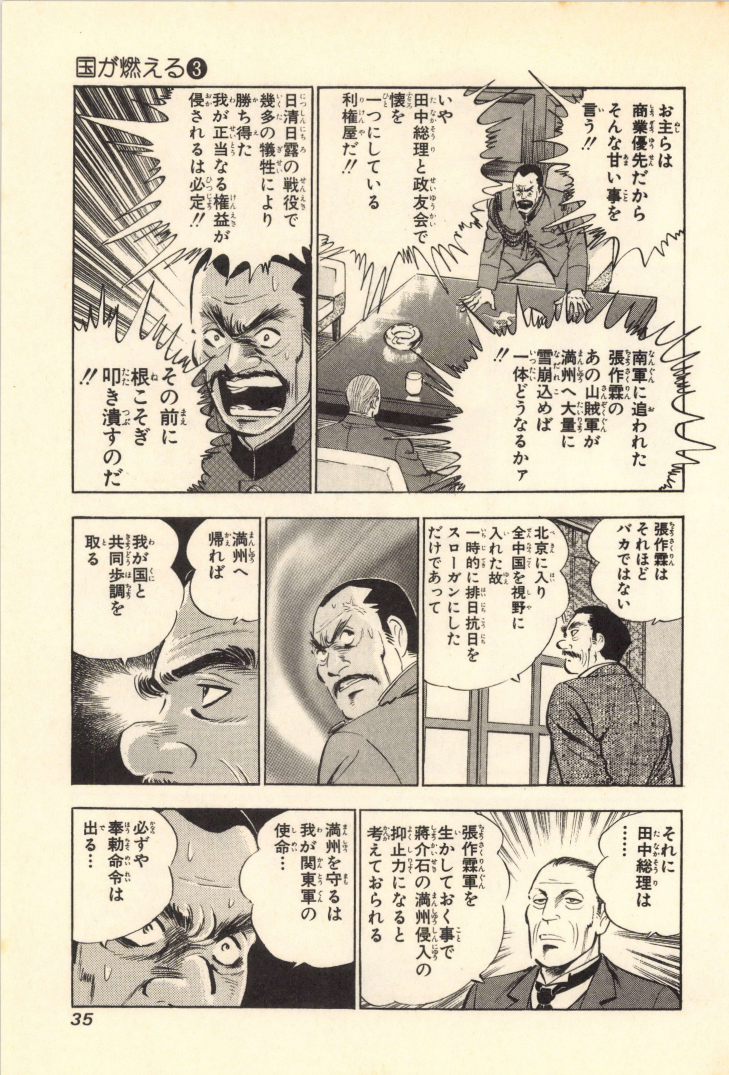 国が燃える❸
お主らは
商業優先だから
そんな甘い事を
言う!!
いや
田中総理と政友会で
懐を
一つにしている
利権屋だ!!
南軍に追われた
張作霖の
あの山賊軍が
満州へ大量に
雪崩込めば
一体どうなるかァ
!!
日清日露の戦役で
幾多の犠牲により
勝ち得た
我が正当なる権益が
侵されるは必定!!
その前に
根こそぎ
叩き潰すのだ
!!
張作霖は
それほど
バカではない
北京に入り
全中国を視野に
入れた故
一時的に排日抗日を
スローガンにした
だけであって
満州へ
帰れば
我が国と
共同歩調を
取る
それに
田中総理は
……
張作霖軍を
生かしておく事で
蔣介石の満州侵入の
抑止力になると
考えておられる
満州を守るは
我が関東軍の
使命…
必ずや
奉勅命令は
出る…
35